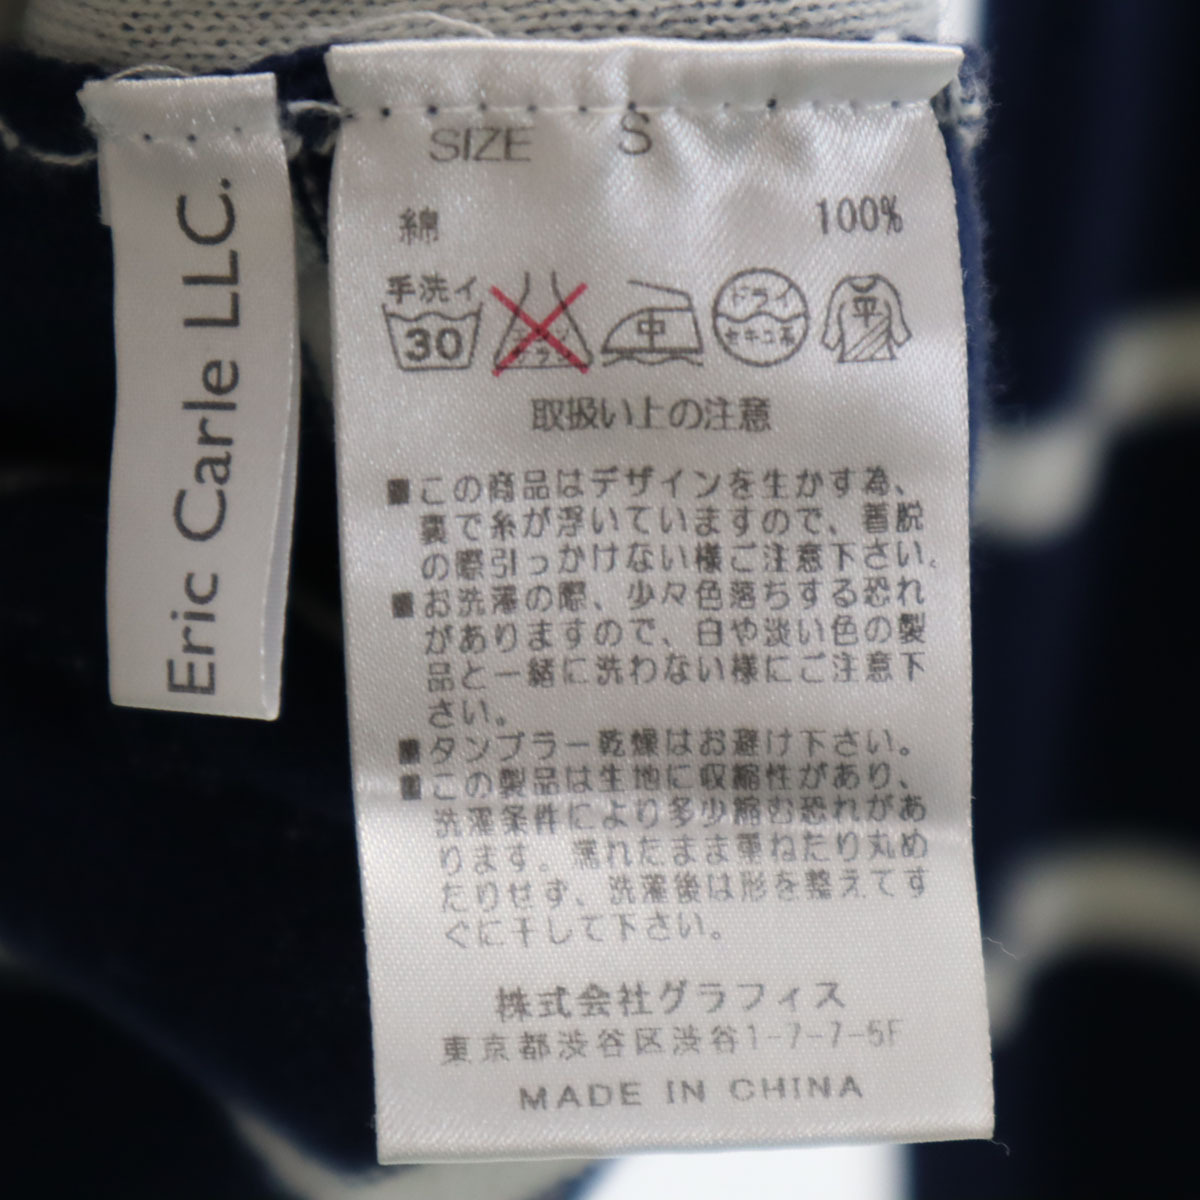 Eric Carle LLC.
SIZE S
綿 100%
手洗イ
30
中
ドライ
セキユ系
平
取扱い上の注意
■この商品はデザインを生かす為、
裏で糸が浮いていますので、着脱
の際引っかけない様ご注意下さい。
■お洗濯の際、少々色落ちする恐れ
がありますので、白や淡い色の製
品と一緒に洗わない様にご注意下
さい。
■タンブラー乾燥はお避け下さい。
■この製品は生地に収縮性があり、
洗濯条件により多少縮む恐れがあ
ります。濡れたまま重ねたり丸め
たりせず、洗濯後は形を整えてす
ぐに干して下さい。
株式会社グラフィス
東京都渋谷区渋谷1-7-7-5F
MADE IN CHINA